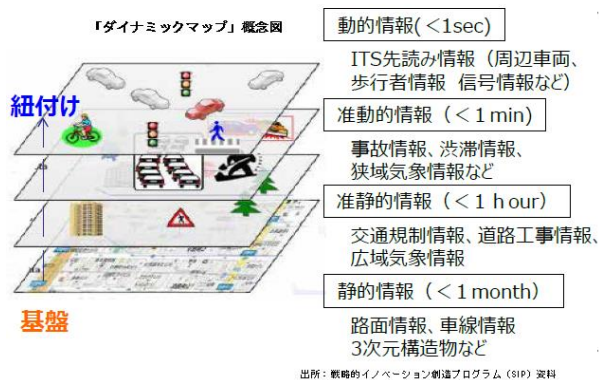 「ダイナミックマップ」概念図
動的情報(＜1sec)
ITS先読み情報（周辺車両、
歩行者情報 信号情報など）
紐付け
准動的情報（＜１min)
事故情報、渋滞情報、
狭域気象情報など
准静的情報（＜１hour）
交通規制情報、道路工事情報、
広域気象情報
静的情報（＜１month）
基盤
路面情報、車線情報
3次元構造物など
出所：戦略的イノベーション創造プログラム（SIP）資料